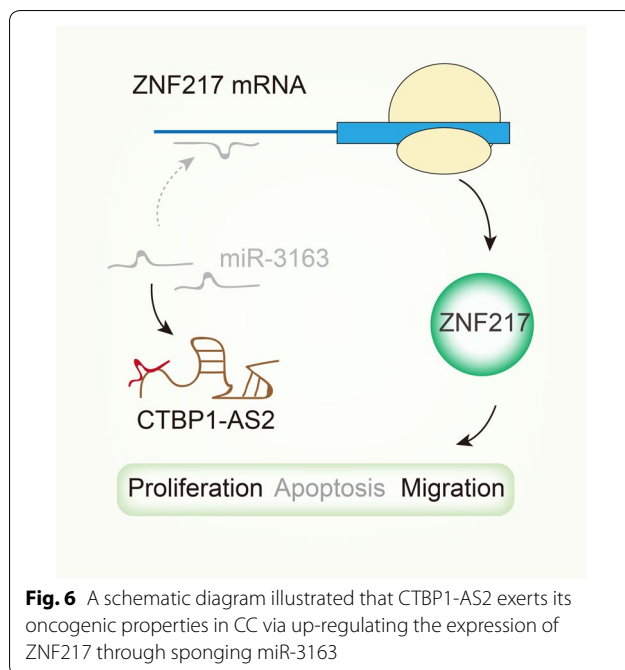 ZNF217 mRNA
miR-3163
ZNF217
CTBP1-AS2
Proliferation Apoptosis Migration
Fig. 6 A schematic diagram illustrated that CTBP1-AS2 exerts its
oncogenic properties in CC via up-regulating the expression of
ZNF217 through sponging miR-3163